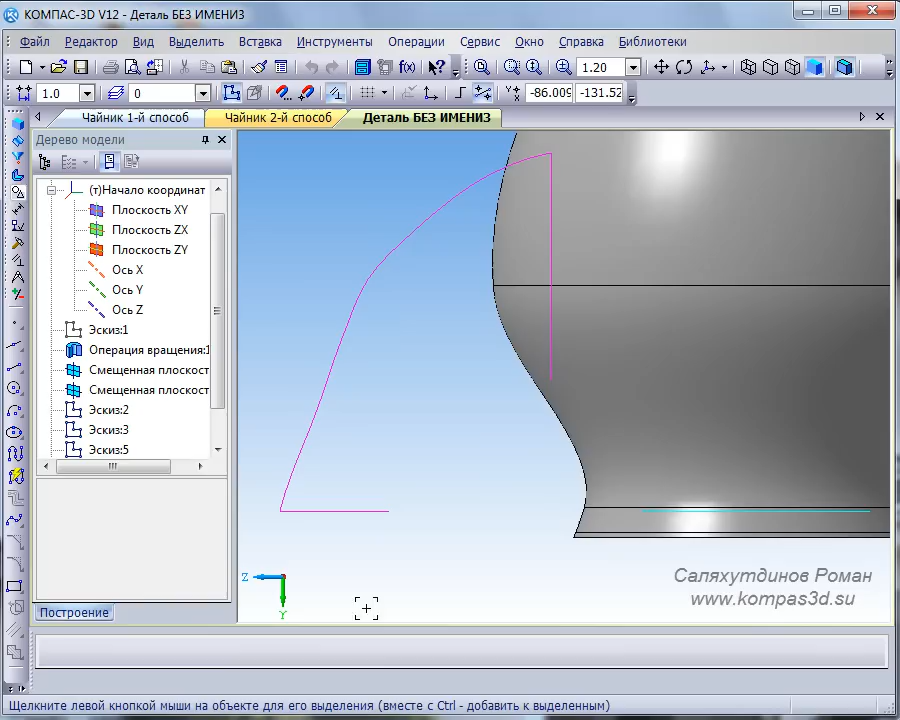 КОМПАС-3D V12 - Деталь БЕЗ ИМЕНИ3
Файл Редактор Вид Выделить Вставка Инструменты Операции Сервис Окно Справка Библиотеки
f(x) 1.20
1.0 0 -86.009 -131.52
Чайник 1-й способ Чайник 2-й способ Деталь БЕЗ ИМЕНИ3
Дерево модели
(т)Начало координат
Плоскость XY
Плоскость ZX
Плоскость ZY
Ось X
Ось Y
Ось Z
Эскиз:1
Операция вращения:1
Смещенная плоскост
Смещенная плоскост
Эскиз:2
Эскиз:3
Эскиз:5
Построение
Z
Y
Саляхутдинов Роман
www.kompas3d.su
Щелкните левой кнопкой мыши на объекте для его выделения (вместе с Ctrl - добавить к выделенным)